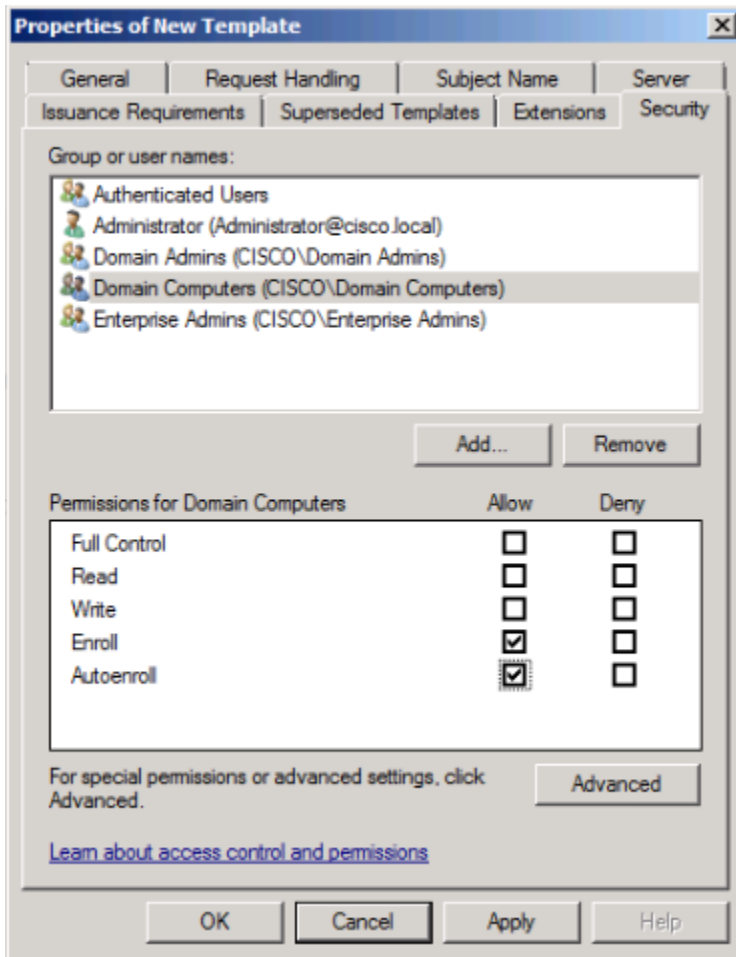 Properties of New Template
General Request Handling Subject Name Server
Issuance Requirements Superseded Templates Extensions Security
Group or user names:
Authenticated Users
Administrator (Administrator@cisco.local)
Domain Admins (CISCO\Domain Admins)
Domain Computers (CISCO\Domain Computers)
Enterprise Admins (CISCO\Enterprise Admins)
Add... Remove
Permissions for Domain Computers Allow Deny
Full Control
Read
Write
Enroll
Autoenroll
For special permissions or advanced settings, click
Advanced.
Advanced
Learn about access control and permissions
OK Cancel Apply Help